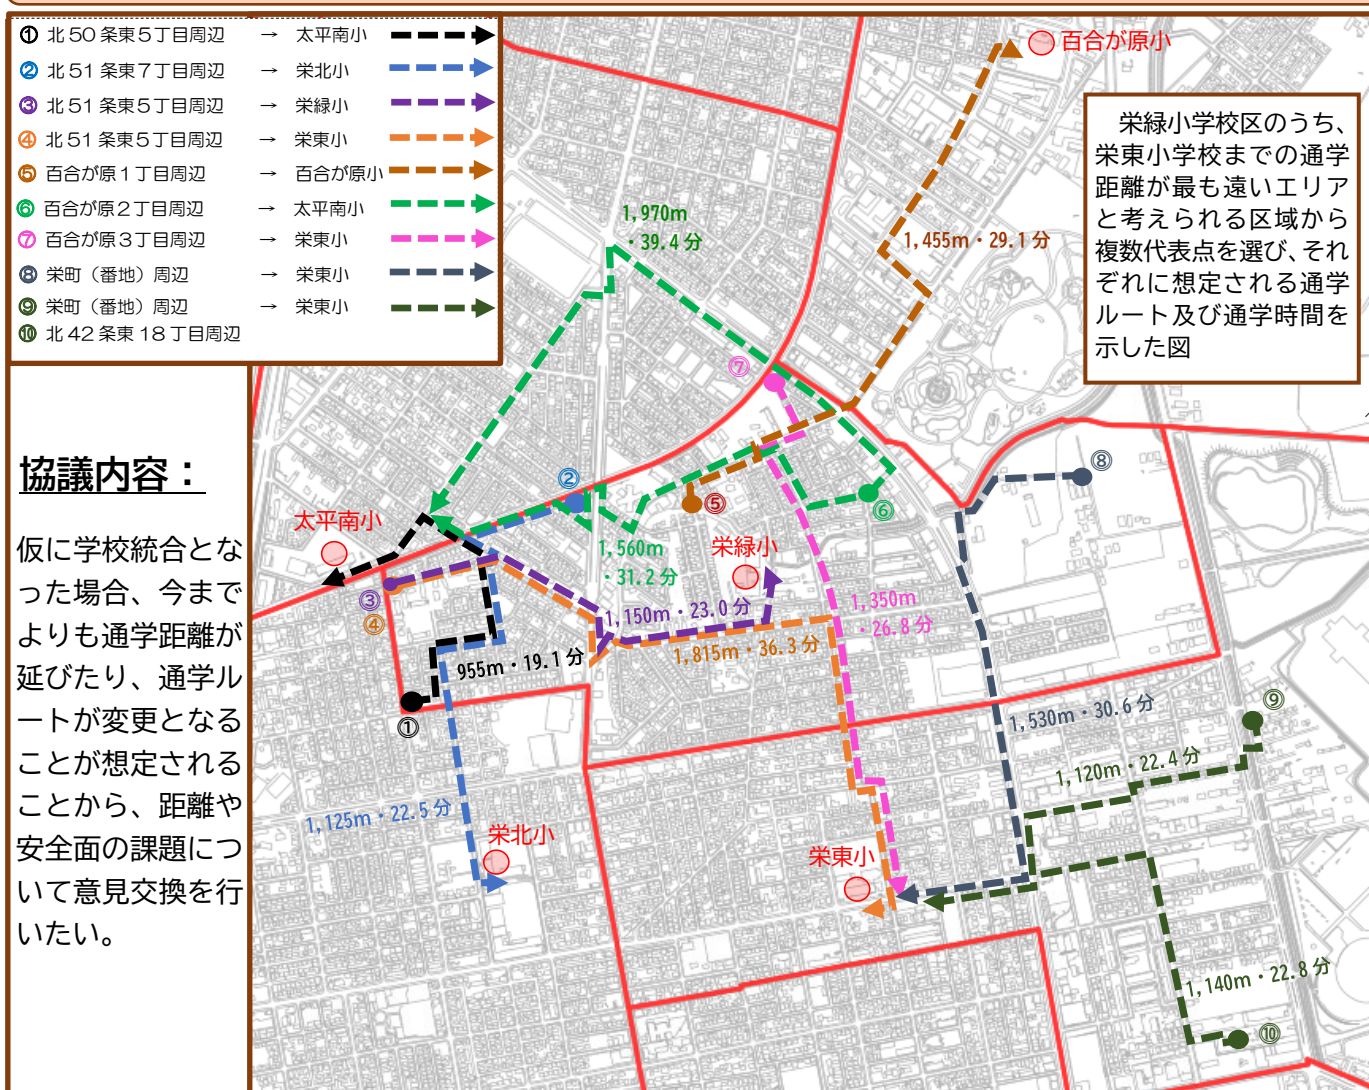 ① 北50条東5丁目周辺 → 太平南小
② 北51条東7丁目周辺 → 栄北小
③ 北51条東5丁目周辺 → 栄緑小
④ 北51条東5丁目周辺 → 栄東小
⑤ 百合が原1丁目周辺 → 百合が原小
⑥ 百合が原2丁目周辺 → 太平南小
⑦ 百合が原3丁目周辺 → 栄東小
⑧ 栄町（番地）周辺 → 栄東小
⑨ 栄町（番地）周辺 → 栄東小
⑩ 北42条東18丁目周辺
百合が原小
栄緑小学校区のうち、
栄東小学校までの通学
距離が最も遠いエリア
と考えられる区域から
複数代表点を選び、それ
ぞれに想定される通学
ルート及び通学時間を
示した図
1,970m
・39.4分
1,455m・29.1分
⑦
協議内容：
仮に学校統合とな
った場合、今まで
よりも通学距離が
延びたり、通学ル
ートが変更となる
ことが想定される
ことから、距離や
安全面の課題につ
いて意見交換を行
いたい。
②
⑧
⑤
⑥
太平南小
1,560m
・31.2分
栄緑小
③
④
1,150m・23.0分
1,350m
・26.8分
955m・19.1分
1,815m・36.3分
①
⑨
1,530m・30.6分
1,120m・22.4分
1,125m・22.5分
栄北小
栄東小
1,140m・22.8分
⑩